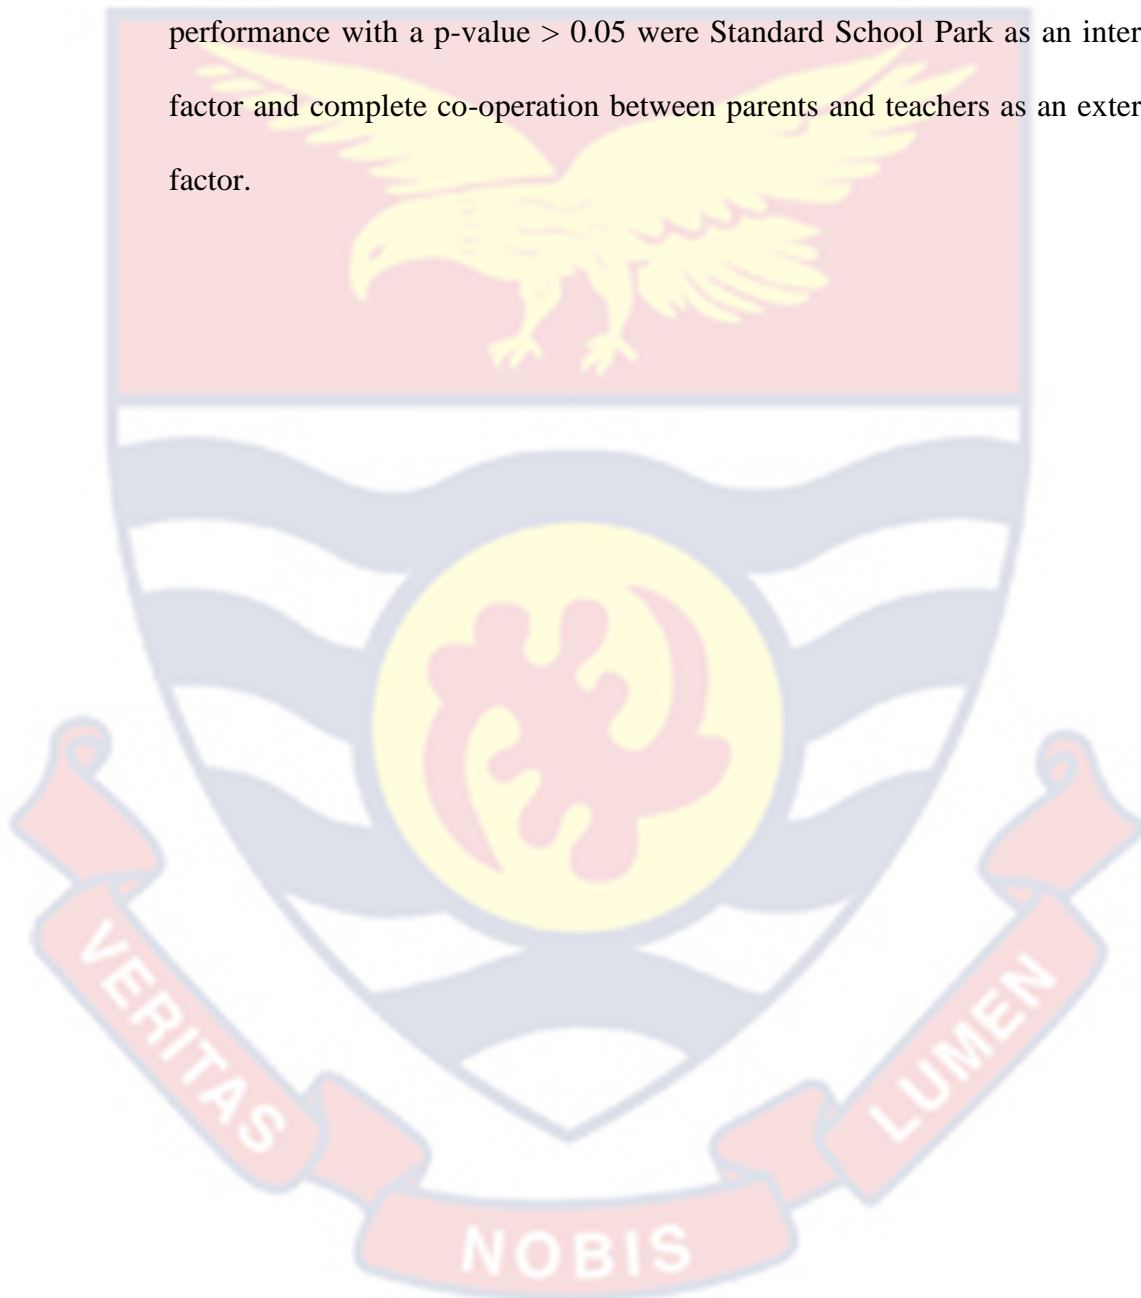 performance with a p-value > 0.05 were Standard School Park as an inter
factor and complete co-operation between parents and teachers as an exter
factor.
VERITAS
NOBIS
LUMEN